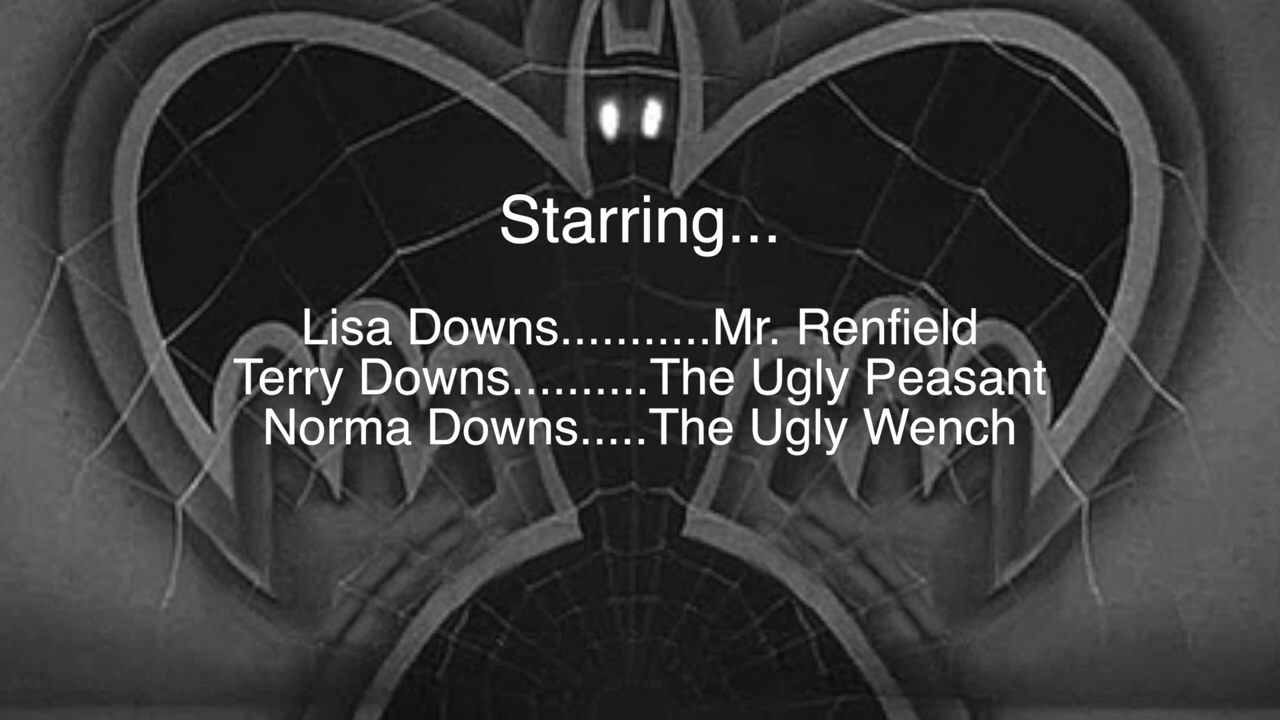 Starring...
Lisa Downs...........Mr. Renfield
Terry Downs..........The Ugly Peasant
Norma Downs.....The Ugly Wench